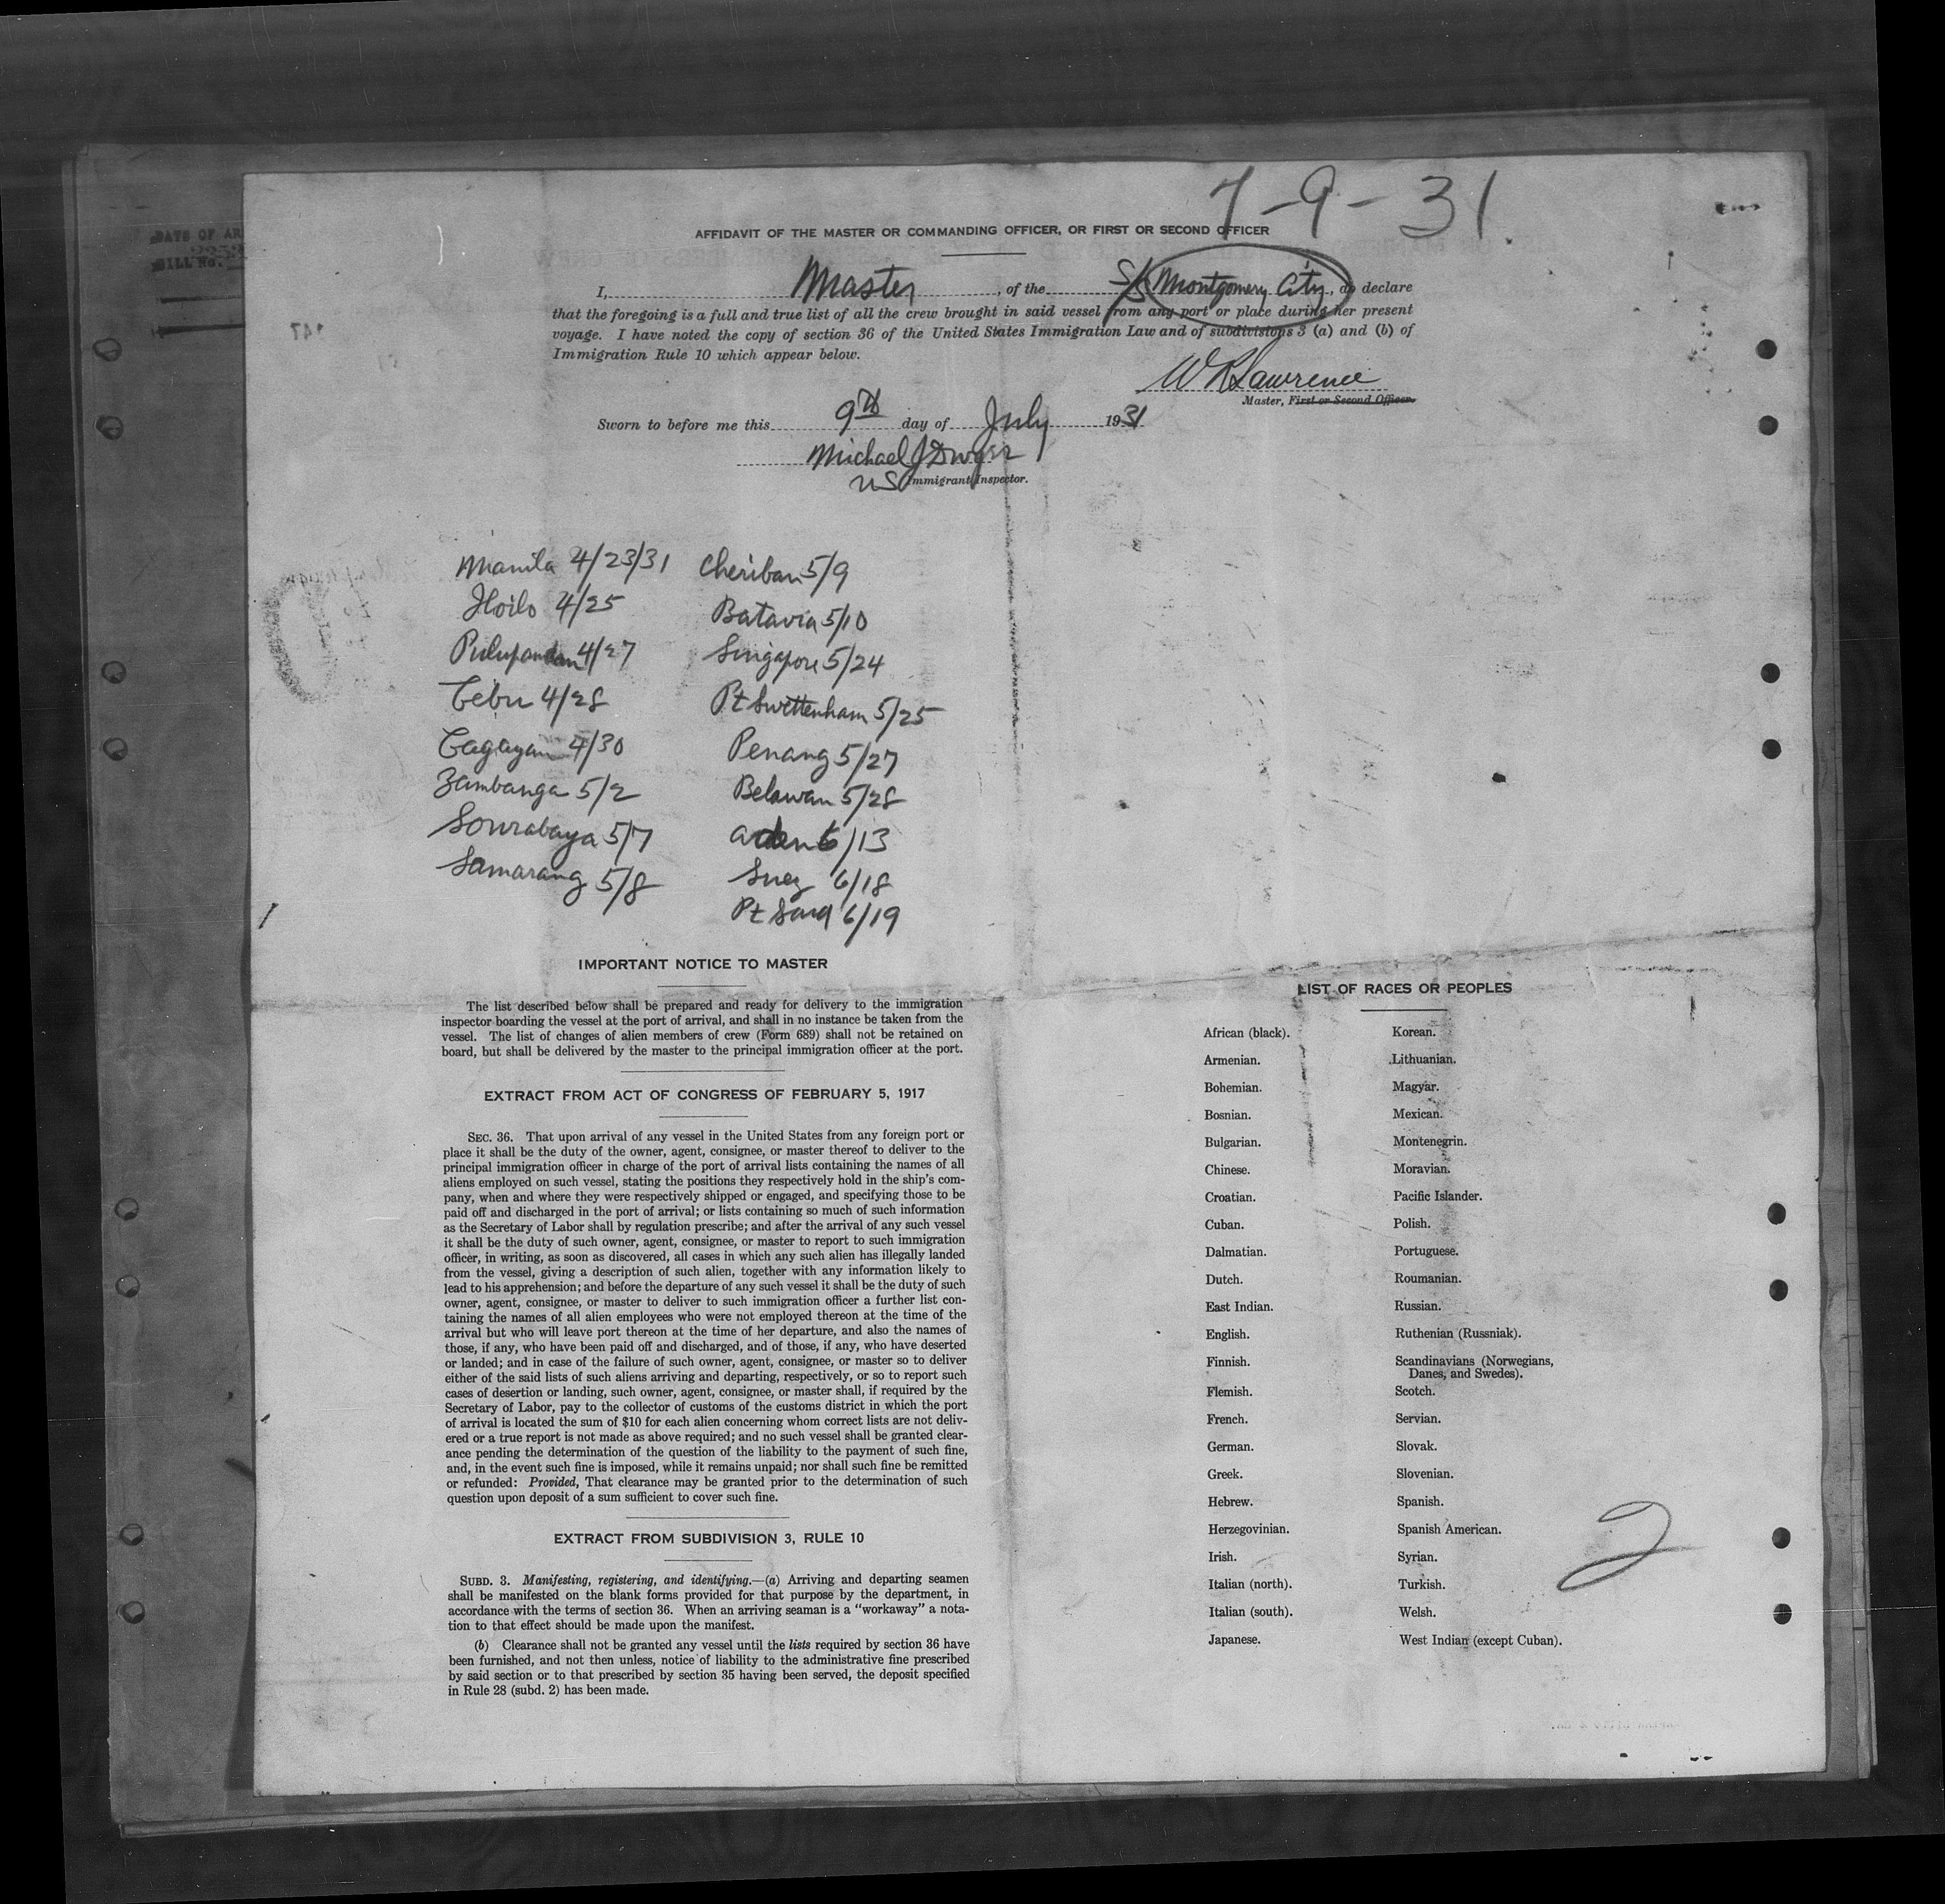 7-9-31
AFFIDAVIT OF THE MASTER OR COMMANDING OFFICER, OR FIRST OR SECOND OFFICER
I, Master, of the S/S Montgomery City, do declare
that the foregoing is a full and true list of all the crew brought in said vessel from any port or place during her present
voyage. I have noted the copy of section 36 of the United States Immigration Law and of subdivisions 3 (a) and (b) of
Immigration Rule 10 which appear below.
W R Lawrence
Master, First or Second Officer.
Sworn to before me this 9th day of July 1931
Michael J Dwyer
US Immigrant Inspector.
DATE OF AR
BILL No.
147
Manila 4/23/31
Iloilo 4/25
Pulupandan 4/27
Cebu 4/28
Cagayan 4/30
Zambanga 5/2
Sourabaya 5/7
Samarang 5/8
Cheriban 5/9
Batavia 5/10
Singapore 5/24
Pt Swettenham 5/25
Penang 5/27
Belawan 5/28
Aden 6/13
Suez 6/18
Pt Said 6/19
IMPORTANT NOTICE TO MASTER
The list described below shall be prepared and ready for delivery to the immigration
inspector boarding the vessel at the port of arrival, and shall in no instance be taken from the
vessel. The list of changes of alien members of crew (Form 689) shall not be retained on
board, but shall be delivered by the master to the principal immigration officer at the port.
EXTRACT FROM ACT OF CONGRESS OF FEBRUARY 5, 1917
SEC. 36. That upon arrival of any vessel in the United States from any foreign port or
place it shall be the duty of the owner, agent, consignee, or master thereof to deliver to the
principal immigration officer in charge of the port of arrival lists containing the names of all
aliens employed on such vessel, stating the positions they respectively hold in the ship's com-
pany, when and where they were respectively shipped or engaged, and specifying those to be
paid off and discharged in the port of arrival; or lists containing so much of such information
as the Secretary of Labor shall by regulation prescribe; and after the arrival of any such vessel
it shall be the duty of such owner, agent, consignee, or master to report to such immigration
officer, in writing, as soon as discovered, all cases in which any such alien has illegally landed
from the vessel, giving a description of such alien, together with any information likely to
lead to his apprehension; and before the departure of any such vessel it shall be the duty of such
owner, agent, consignee, or master to deliver to such immigration officer a further list con-
taining the names of all alien employees who were not employed thereon at the time of the
arrival but who will leave port thereon at the time of her departure, and also the names of
those, if any, who have been paid off and discharged, and of those, if any, who have deserted
or landed; and in case of the failure of such owner, agent, consignee, or master so to deliver
either of the said lists of such aliens arriving and departing, respectively, or so to report such
cases of desertion or landing, such owner, agent, consignee, or master shall, if required by the
Secretary of Labor, pay to the collector of customs of the customs district in which the port
of arrival is located the sum of $10 for each alien concerning whom correct lists are not deliv-
ered or a true report is not made as above required; and no such vessel shall be granted clear-
ance pending the determination of the question of the liability to the payment of such fine,
and, in the event such fine is imposed, while it remains unpaid; nor shall such fine be remitted
or refunded: Provided, That clearance may be granted prior to the determination of such
question upon deposit of a sum sufficient to cover such fine.
EXTRACT FROM SUBDIVISION 3, RULE 10
SUBD. 3. Manifesting, registering, and identifying.—(a) Arriving and departing seamen
shall be manifested on the blank forms provided for that purpose by the department, in
accordance with the terms of section 36. When an arriving seaman is a "workaway" a nota-
tion to that effect should be made upon the manifest.
(b) Clearance shall not be granted any vessel until the lists required by section 36 have
been furnished, and not then unless, notice of liability to the administrative fine prescribed
by said section or to that prescribed by section 35 having been served, the deposit specified
in Rule 28 (subd. 2) has been made.
LIST OF RACES OR PEOPLES
African (black).
Armenian.
Bohemian.
Bosnian.
Bulgarian.
Chinese.
Croatian.
Cuban.
Dalmatian.
Dutch.
East Indian.
English.
Finnish.
Flemish.
French.
German.
Greek.
Hebrew.
Herzegovinian.
Irish.
Italian (north).
Italian (south).
Japanese.
Korean.
Lithuanian.
Magyar.
Mexican.
Montenegrin.
Moravian.
Pacific Islander.
Polish.
Portuguese.
Roumanian.
Russian.
Ruthenian (Russniak).
Scandinavians (Norwegians,
Danes, and Swedes).
Scotch.
Servian.
Slovak.
Slovenian.
Spanish.
Spanish American.
Syrian.
Turkish.
Welsh.
West Indian (except Cuban).
2